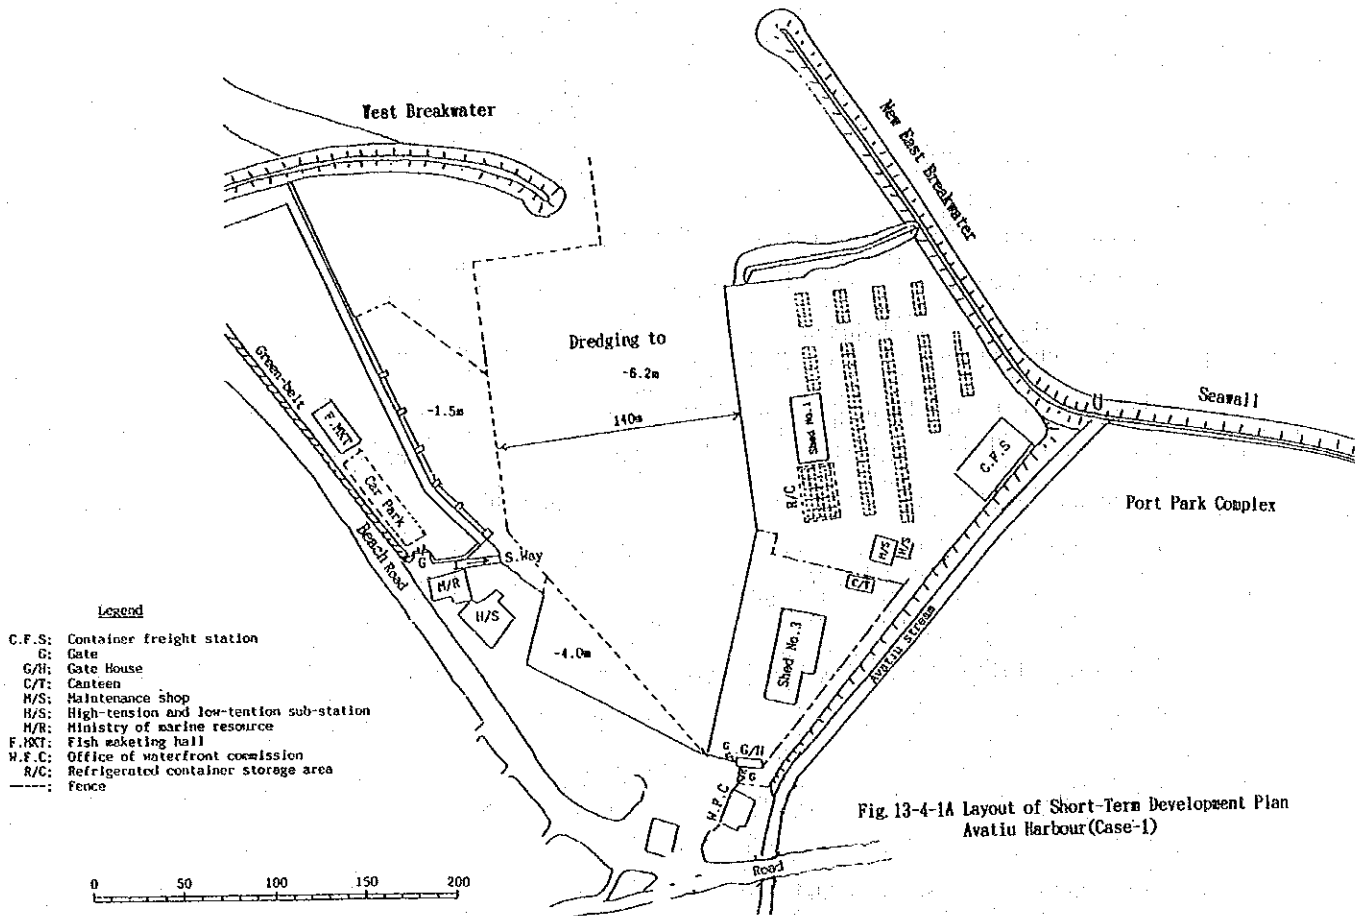 West Breakwater
New East Breakwater
Dredging to
-6.2m
Green-belt
-1.5m
140m
Seawall
F.MKT
Shed No.1
C.F.S
R/C
Car Park
Port Park Complex
Beach Road
G
S.Way
M/R
H/S
H/S
H/S
C/T
Legend
C.F.S: Container freight station
G: Gate
G/H: Gate House
C/T: Canteen
M/S: Maintenance shop
H/S: High-tension and low-tention sub-station
M/R: Ministry of marine resource
F.MKT: Fish maketing hall
W.F.C: Office of waterfront commission
R/C: Refrigerated container storage area
-----: Fence
-4.0m
Shed No.3
Avatiu stream
G
G/H
G
W.F.C
Fig. 13-4-1A Layout of Short-Term Development Plan
Avatiu Harbour(Case-1)
Road
0 50 100 150 200